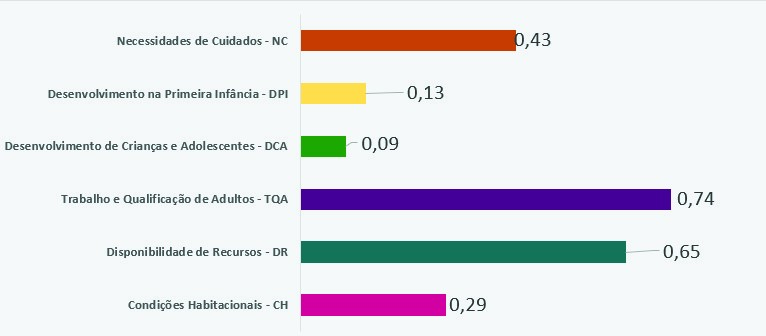 Necessidades de Cuidados - NC 0,43
Desenvolvimento na Primeira Infância - DPI 0,13
Desenvolvimento de Crianças e Adolescentes - DCA 0,09
Trabalho e Qualificação de Adultos - TQA 0,74
Disponibilidade de Recursos - DR 0,65
Condições Habitacionais - CH 0,29